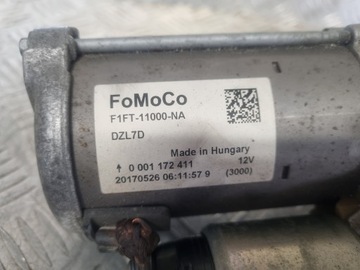 FoMoCo
F1FT-11000-NA
DZL7D
Made in Hungary
↑ 0 001 172 411 12V
20170526 06:11:57 9 (3000)